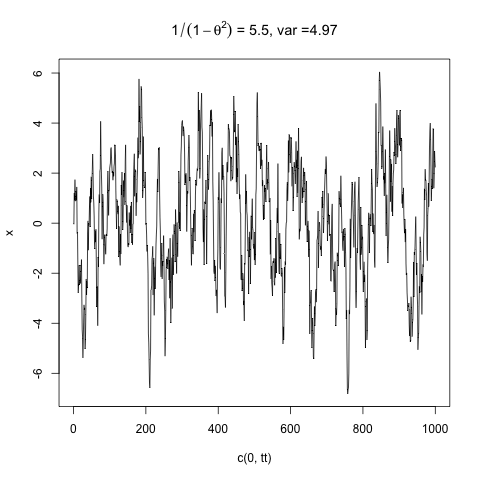 1/(1−θ²) = 5.5, var =4.97
6
4
2
0
-2
-4
-6
x
0 200 400 600 800 1000
c(0, tt)